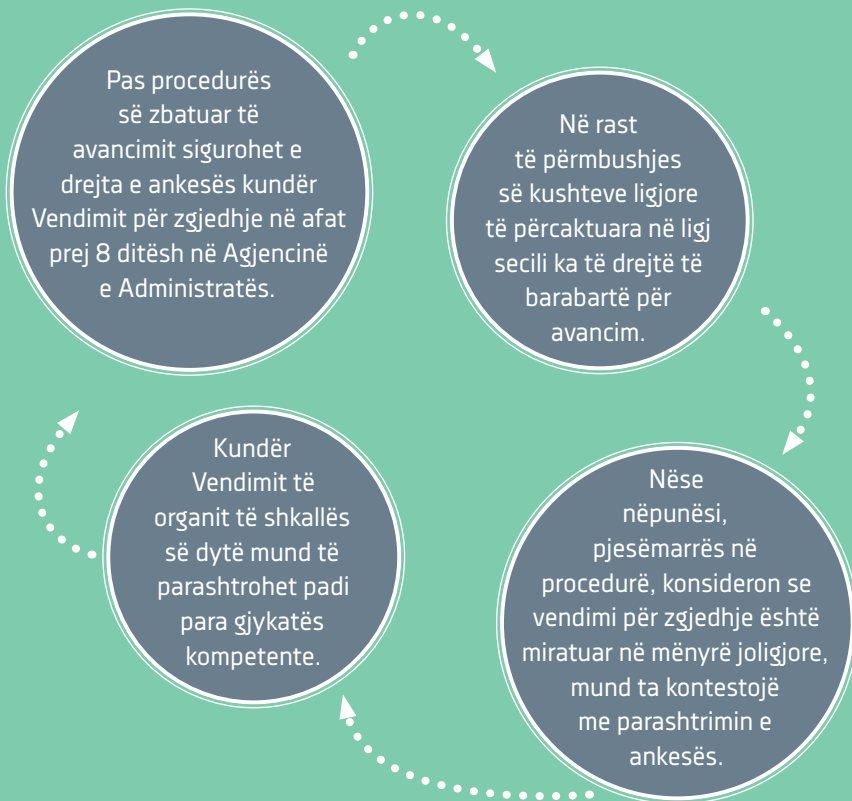 Pas procedurës
së zbatuar të
avancimit sigurohet e
drejta e ankesës kundër
Vendimit për zgjedhje në afat
prej 8 ditësh në Agjencinë
e Administratës.
Në rast
të përmbushjes
së kushteve ligjore
të përcaktuara në ligj
secili ka të drejtë të
barabartë për
avancim.
Nëse
nëpunësi,
pjesëmarrës në
procedurë, konsideron se
vendimi për zgjedhje është
miratuar në mënyrë joligjore,
mund ta kontestojë
me parashtrimin e
ankesës.
Kundër
Vendimit të
organit të shkallës
së dytë mund të
parashtrohet padi
para gjykatës
kompetente.